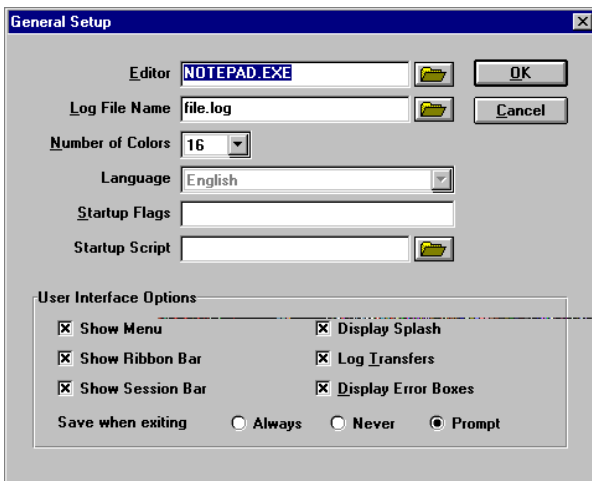 General Setup
Editor NOTEPAD.EXE OK
Log File Name file.log Cancel
Number of Colors 16
Language English
Startup Flags
Startup Script
User Interface Options
Show Menu Display Splash
Show Ribbon Bar Log Transfers
Show Session Bar Display Error Boxes
Save when exiting Always Never Prompt